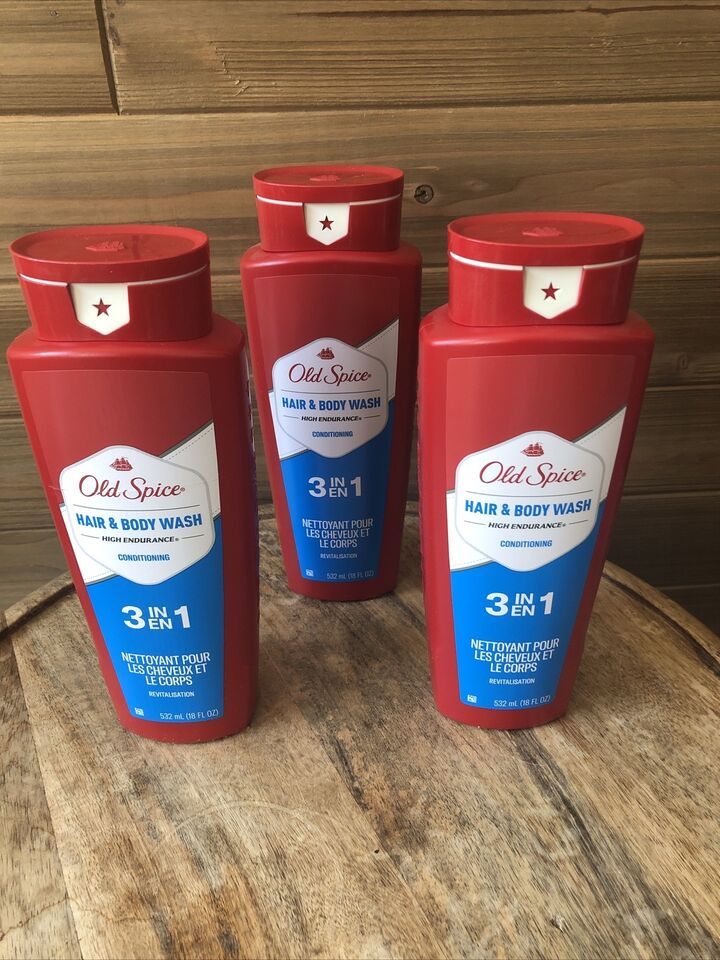 Old Spice®
HAIR & BODY WASH
HIGH ENDURANCE®
CONDITIONING
3 IN EN 1
NETTOYANT POUR
LES CHEVEUX ET
LE CORPS
REVITALISATION
532 mL (18 FL OZ)
Old Spice®
HAIR & BODY WASH
HIGH ENDURANCE®
CONDITIONING
3 IN EN 1
NETTOYANT POUR
LES CHEVEUX ET
LE CORPS
REVITALISATION
532 mL (18 FL OZ)
Old Spice®
HAIR & BODY WASH
HIGH ENDURANCE®
CONDITIONING
3 IN EN 1
NETTOYANT POUR
LES CHEVEUX ET
LE CORPS
REVITALISATION
532 mL (18 FL OZ)